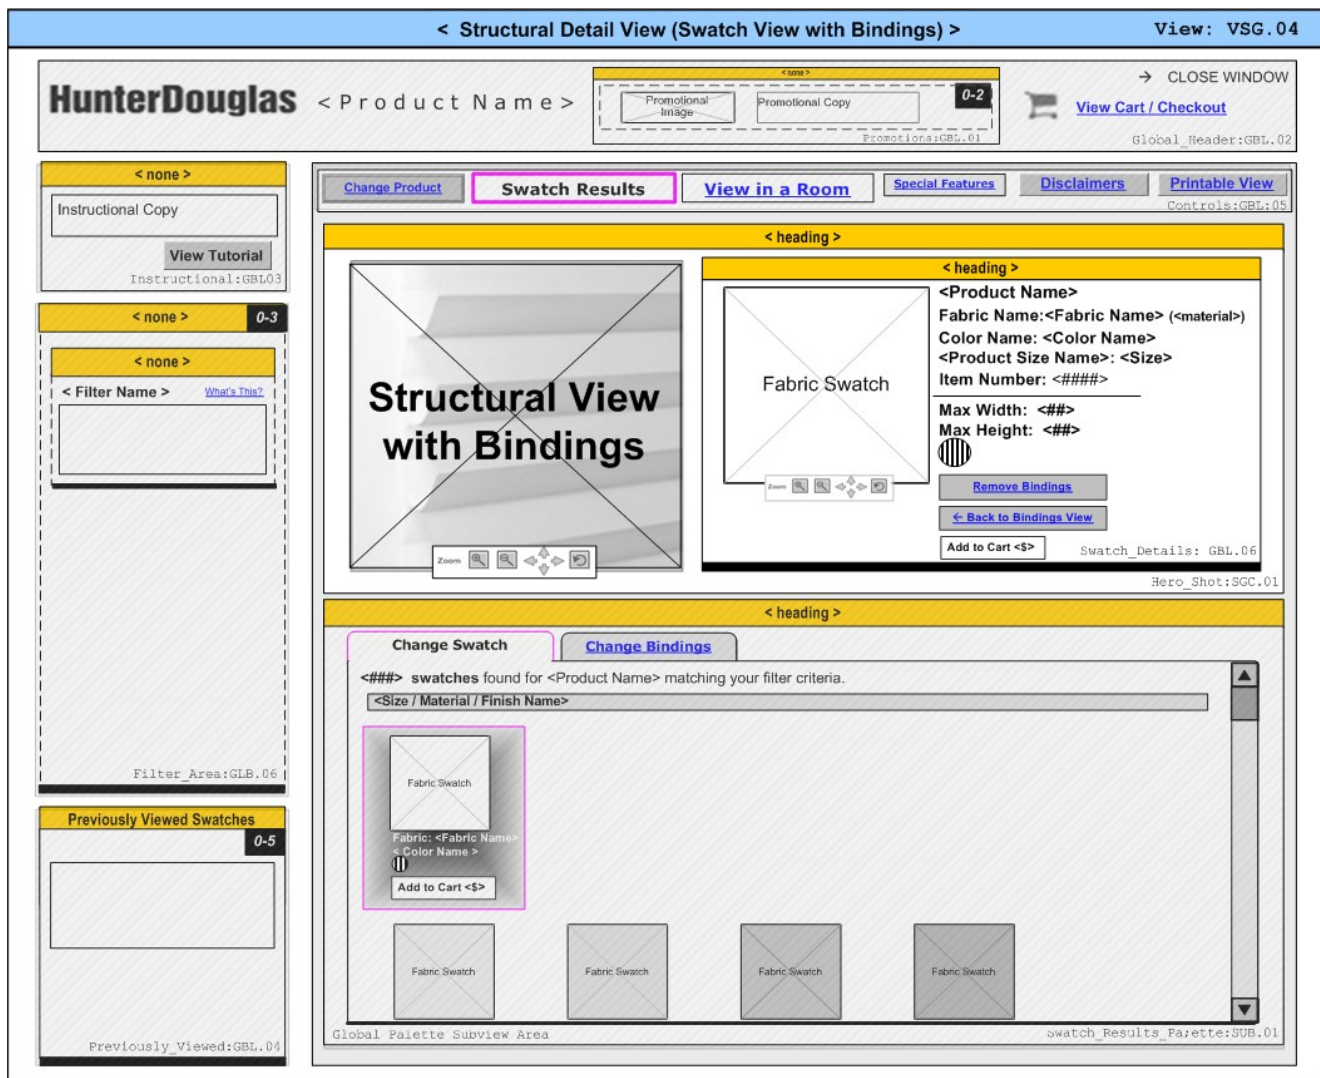 < Structural Detail View (Swatch View with Bindings) >
View: VSG.04
HunterDouglas
< Product Name >
< none >
Promotional
Image
Promotional Copy
0-2
Promotions:GBL.01
→ CLOSE WINDOW
View Cart / Checkout
Global_Header:GBL.02
< none >
Instructional Copy
View Tutorial
Instructional:GBL03
< none >
0-3
< none >
< Filter Name >
What's This?
Filter_Area:GLB.06
Previously Viewed Swatches
0-5
Previously_Viewed:GBL.04
Change Product
Swatch Results
View in a Room
Special Features
Disclaimers
Printable View
Controls:GBL:05
< heading >
Structural View
with Bindings
Zoom
< heading >
Fabric Swatch
Zoom
<Product Name>
Fabric Name:<Fabric Name> (<material>)
Color Name: <Color Name>
<Product Size Name>: <Size>
Item Number: <####>
Max Width: <##>
Max Height: <##>
Remove Bindings
← Back to Bindings View
Add to Cart <$>
Swatch_Details: GBL.06
Hero_Shot:SGC.01
< heading >
Change Swatch
Change Bindings
<###> swatches found for <Product Name> matching your filter criteria.
<Size / Material / Finish Name>
Fabric Swatch
Fabric: <Fabric Name>
< Color Name >
Add to Cart <$>
Fabric Swatch
Fabric Swatch
Fabric Swatch
Fabric Swatch
Global Palette Subview Area
Swatch_Results_Pa;ette:SUB.01